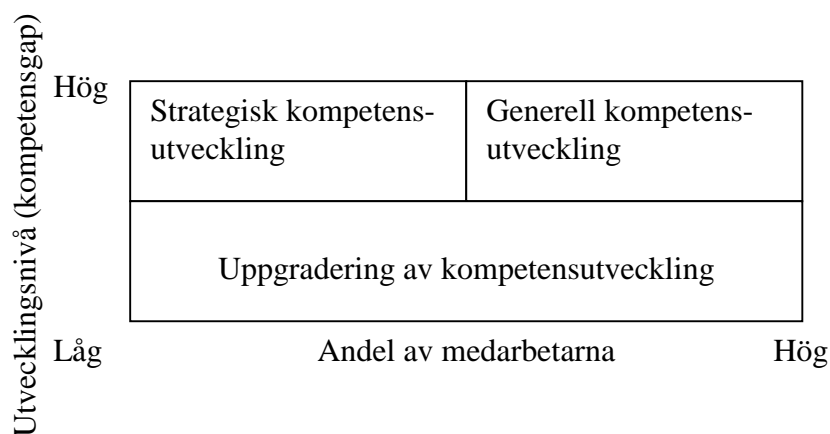 Utvecklingsnivå (kompetensgap)
Hög
Strategisk kompetens-
utveckling
Generell kompetens-
utveckling
Uppgradering av kompetensutveckling
Låg
Andel av medarbetarna
Hög